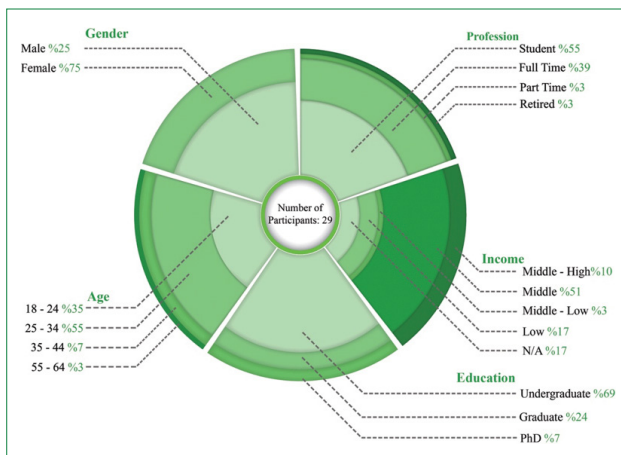 Gender
Male %25
Female %75
Profession
Student %55
Full Time %39
Part Time %3
Retired %3
Number of
Participants: 29
Age
18 - 24 %35
25 - 34 %55
35 - 44 %7
55 - 64 %3
Income
Middle - High%10
Middle %51
Middle - Low %3
Low %17
N/A %17
Education
Undergraduate %69
Graduate %24
PhD %7